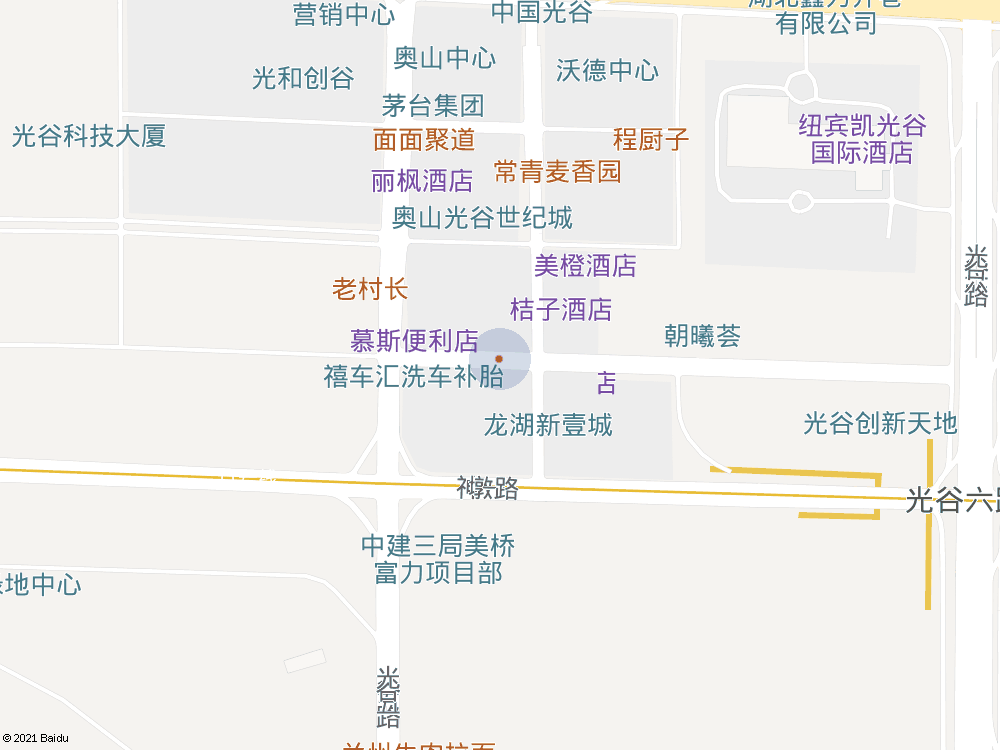 营销中心
中国光谷
有限公司
奥山中心
光和创谷
沃德中心
茅台集团
光谷科技大厦
面面聚道
程厨子
纽宾凯光谷
国际酒店
丽枫酒店
常青麦香园
奥山光谷世纪城
美橙酒店
老村长
桔子酒店
慕斯便利店
朝曦荟
禧车汇洗车补胎
店
龙湖新壹城
光谷创新天地
神墩路
光谷六路
中建三局美桥
富力项目部
地中心
© 2021 Baidu